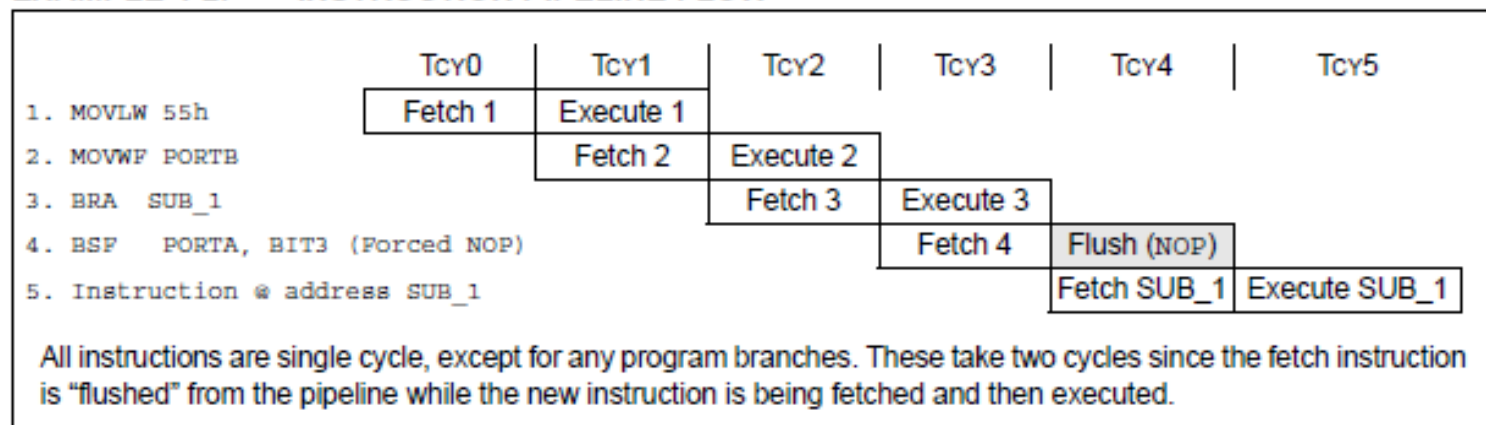 TCY0 TCY1 TCY2 TCY3 TCY4 TCY5
1. MOVLW 55h Fetch 1 Execute 1
2. MOVWF PORTB Fetch 2 Execute 2
3. BRA SUB_1 Fetch 3 Execute 3
4. BSF PORTA, BIT3 (Forced NOP) Fetch 4 Flush (NOP)
5. Instruction @ address SUB_1 Fetch SUB_1 Execute SUB_1
All instructions are single cycle, except for any program branches. These take two cycles since the fetch instruction
is “flushed” from the pipeline while the new instruction is being fetched and then executed.